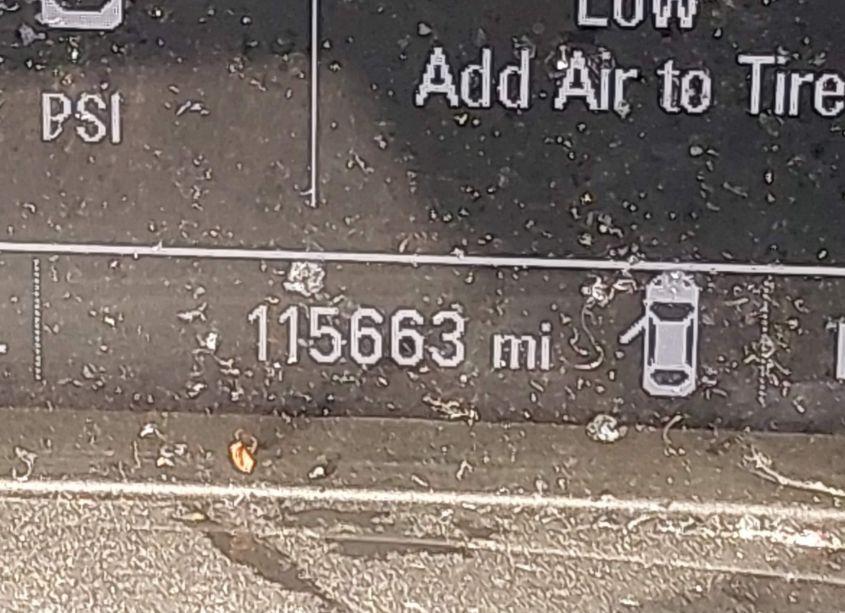 Low
Add Air to Tire
PSI
115663 mi